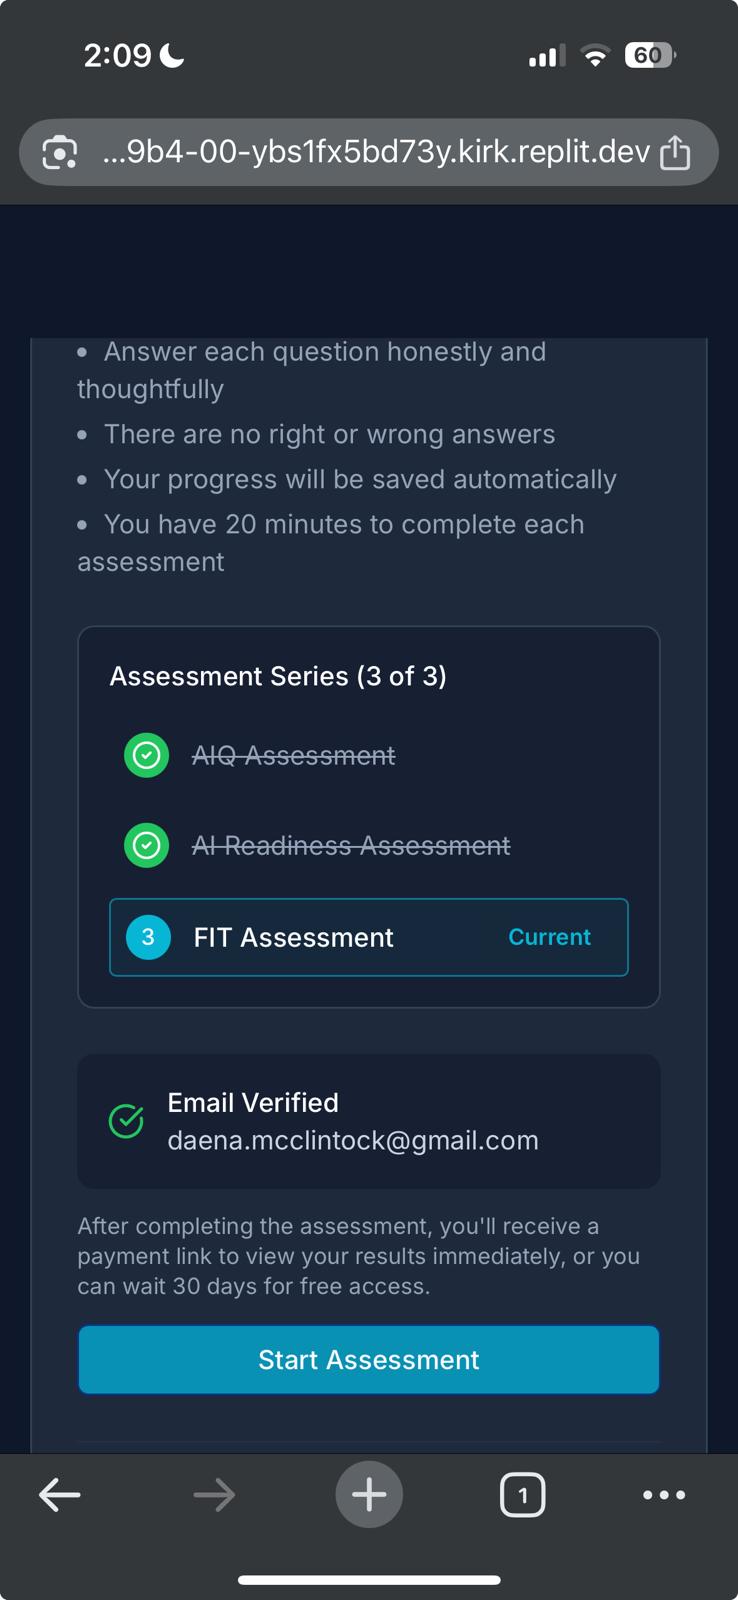 2:09
60
...9b4-00-ybs1fx5bd73y.kirk.replit.dev
• Answer each question honestly and
thoughtfully
• There are no right or wrong answers
• Your progress will be saved automatically
• You have 20 minutes to complete each
assessment
Assessment Series (3 of 3)
AIQ Assessment
AI Readiness Assessment
3 FIT Assessment Current
Email Verified
daena.mcclintock@gmail.com
After completing the assessment, you'll receive a
payment link to view your results immediately, or you
can wait 30 days for free access.
Start Assessment
1